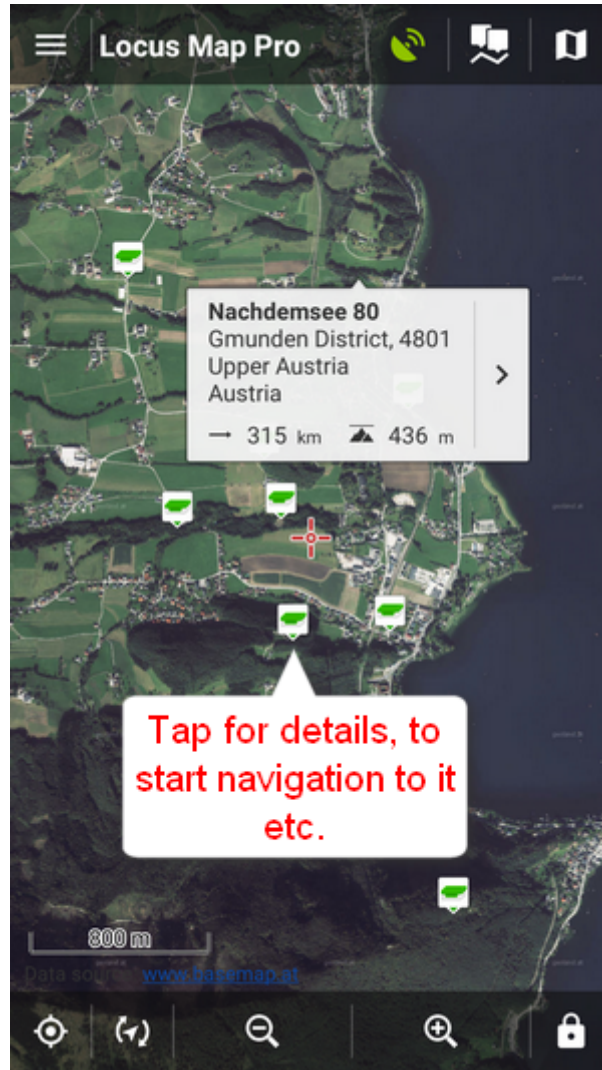 Locus Map Pro
Nachdemsee 80
Gmunden District, 4801
Upper Austria
Austria
315 km 436 m
Tap for details, to
start navigation to it
etc.
800 m
Data source: www.basemap.at